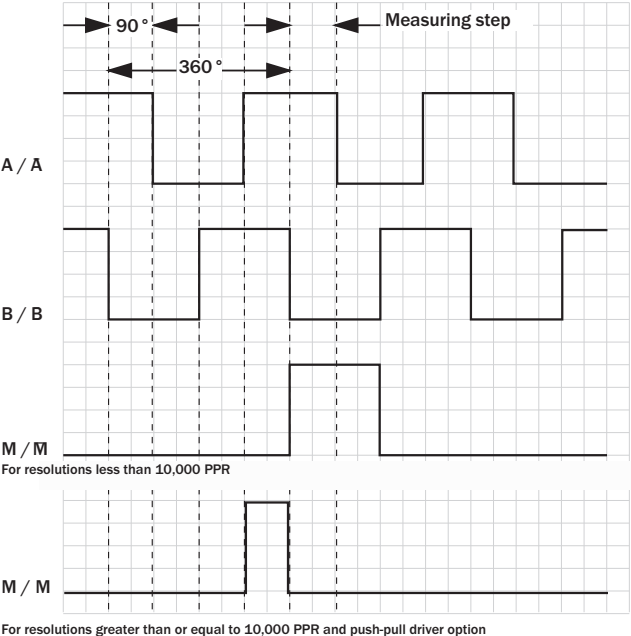 90°
Measuring step
360°
A / A̅
B / B
M / M̅
For resolutions less than 10,000 PPR
M / M
For resolutions greater than or equal to 10,000 PPR and push-pull driver option